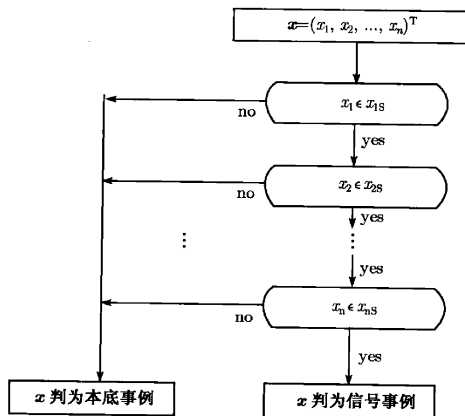 x=(x₁, x₂, ..., xₙ)ᵀ
x₁ ϵ x₁S
no
yes
x₂ ϵ x₂S
no
yes
⋮
...
yes
xₙ ϵ xₙS
no
yes
x 判为本底事例
x 判为信号事例